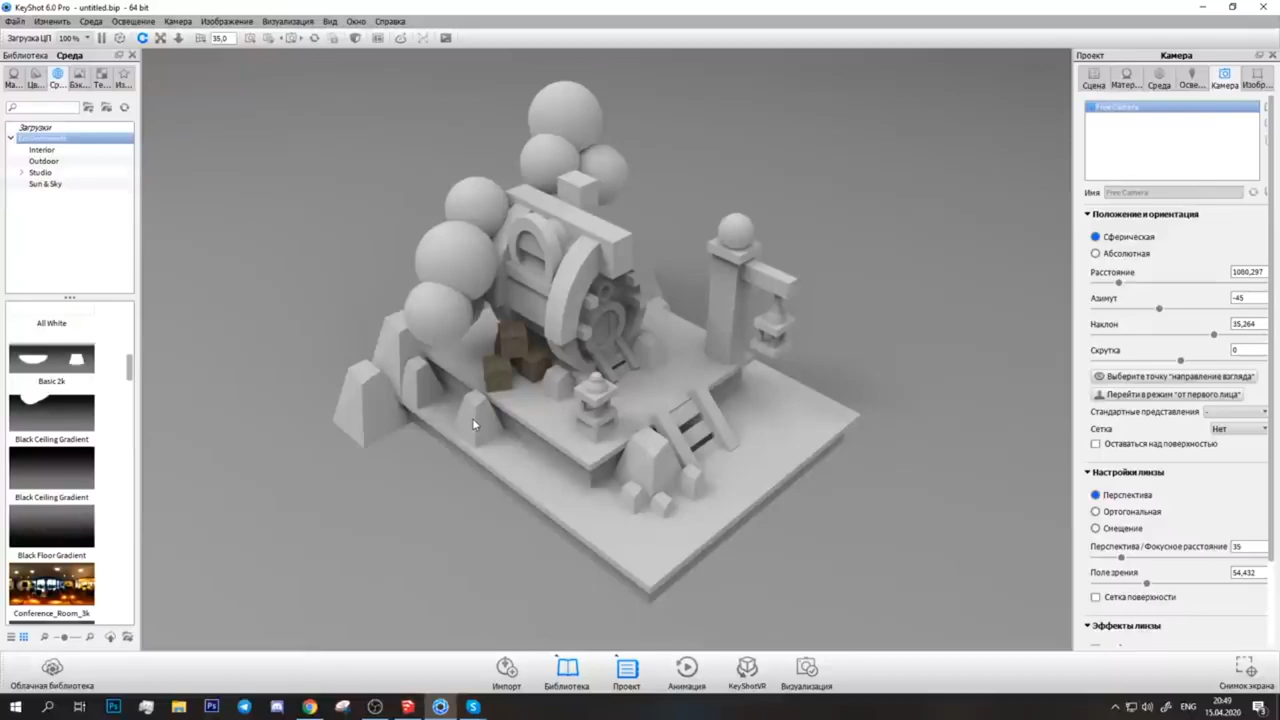 KeyShot 6.0 Pro - untitled.bip - 64 bit
Файл Изменить Среда Освещение Камера Изображение Визуализация Вид Окно Справка
Загрузка ЦП 100 % 35,0
Библиотека Среда
Ма... Цв... Ср... Бэк... Те... Из...
Загрузки
Interior
Outdoor
Studio
Sun & Sky
All White
Basic 2k
Black Ceiling Gradient
Black Ceiling Gradient
Black Floor Gradient
Conference_Room_3k
Проект Камера
Сцена Матер... Среда Осве... Камера Изобр...
Free Camera
Имя Free Camera
Положение и ориентация
Сферическая
Абсолютная
Расстояние 1080,297
Азимут -45
Наклон 35,264
Скрутка 0
Выберите точку "направление взгляда"
Перейти в режим "от первого лица"
Стандартные представления -
Сетка Нет
Оставаться над поверхностью
Настройки линзы
Перспектива
Ортогональная
Смещение
Перспектива / Фокусное расстояние 35
Поле зрения 54,432
Сетка поверхности
Эффекты линзы
Облачная библиотека Импорт Библиотека Проект Анимация KeyShotVR Визуализация Снимок экрана
ENG
20:49
15.04.2020